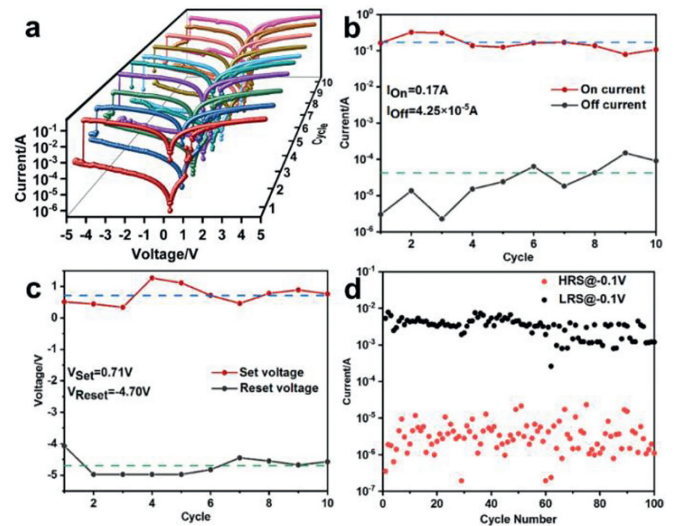 a
Current/A
10⁻¹
10⁻²
10⁻³
10⁻⁴
10⁻⁵
10⁻⁶
-5 -4 -3 -2 -1 0 1 2 3 4 5
Voltage/V
1
2
3
4
5
6
7
8
9
10
Cycle
b
Current/A
10⁰
10⁻¹
10⁻²
10⁻³
10⁻⁴
10⁻⁵
10⁻⁶
I_On=0.17A
I_Off=4.25×10⁻⁵A
On current
Off current
2 4 6 8 10
Cycle
c
Voltage/V
1
0
-1
-2
-3
-4
-5
V_Set=0.71V
V_Reset=-4.70V
Set voltage
Reset voltage
2 4 6 8 10
Cycle
d
Current/A
10⁻¹
10⁻²
10⁻³
10⁻⁴
10⁻⁵
10⁻⁶
10⁻⁷
HRS@-0.1V
LRS@-0.1V
0 20 40 60 80 100
Cycle Number